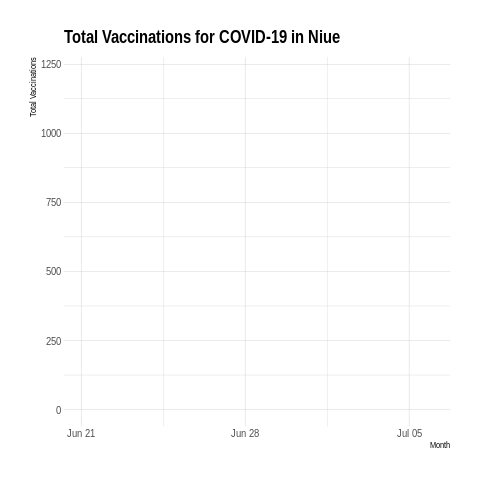 Total Vaccinations for COVID-19 in Niue
Total Vaccinations
1250
1000
750
500
250
0
Jun 21 Jun 28 Jul 05
Month